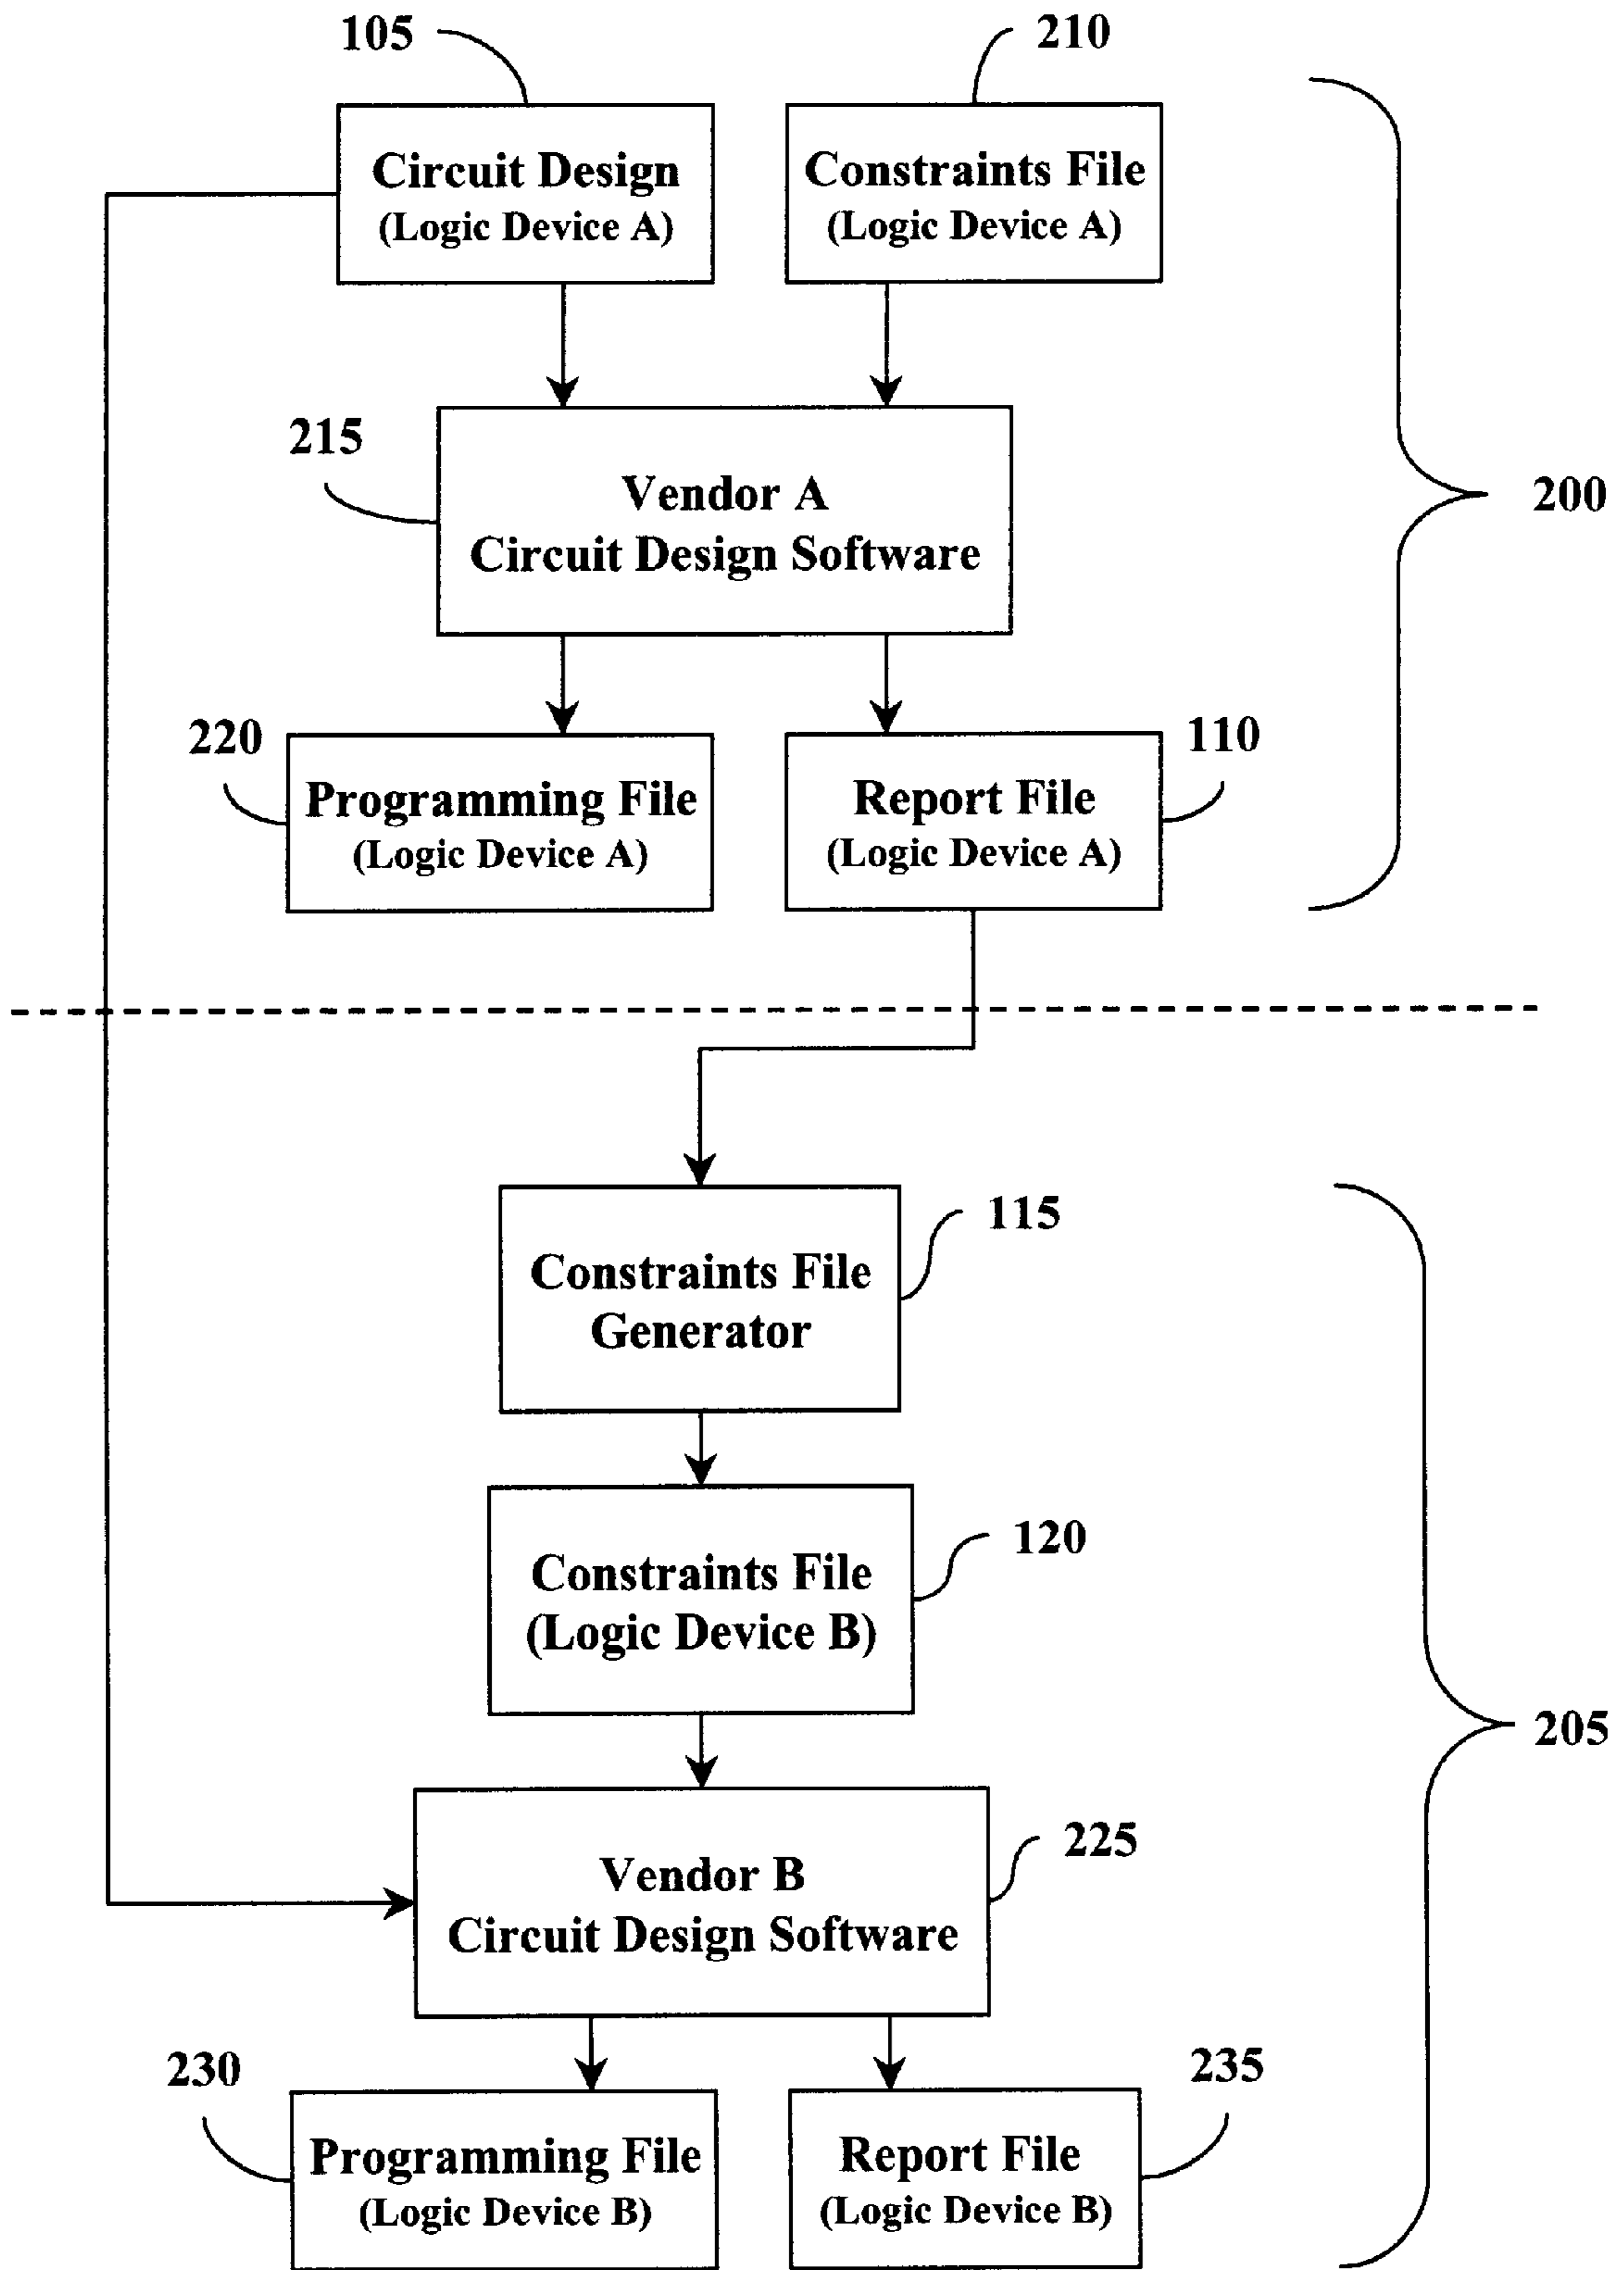 105
210
Circuit Design
(Logic Device A)
Constraints File
(Logic Device A)
215
Vendor A
Circuit Design Software
200
220
110
Programming File
(Logic Device A)
Report File
(Logic Device A)
115
Constraints File
Generator
120
Constraints File
(Logic Device B)
205
225
Vendor B
Circuit Design Software
230
235
Programming File
(Logic Device B)
Report File
(Logic Device B)